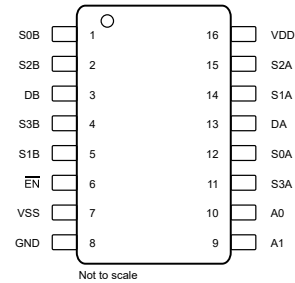 S0B 1 16 VDD
S2B 2 15 S2A
DB 3 14 S1A
S3B 4 13 DA
S1B 5 12 S0A
E̅N̅ 6 11 S3A
VSS 7 10 A0
GND 8 9 A1
Not to scale